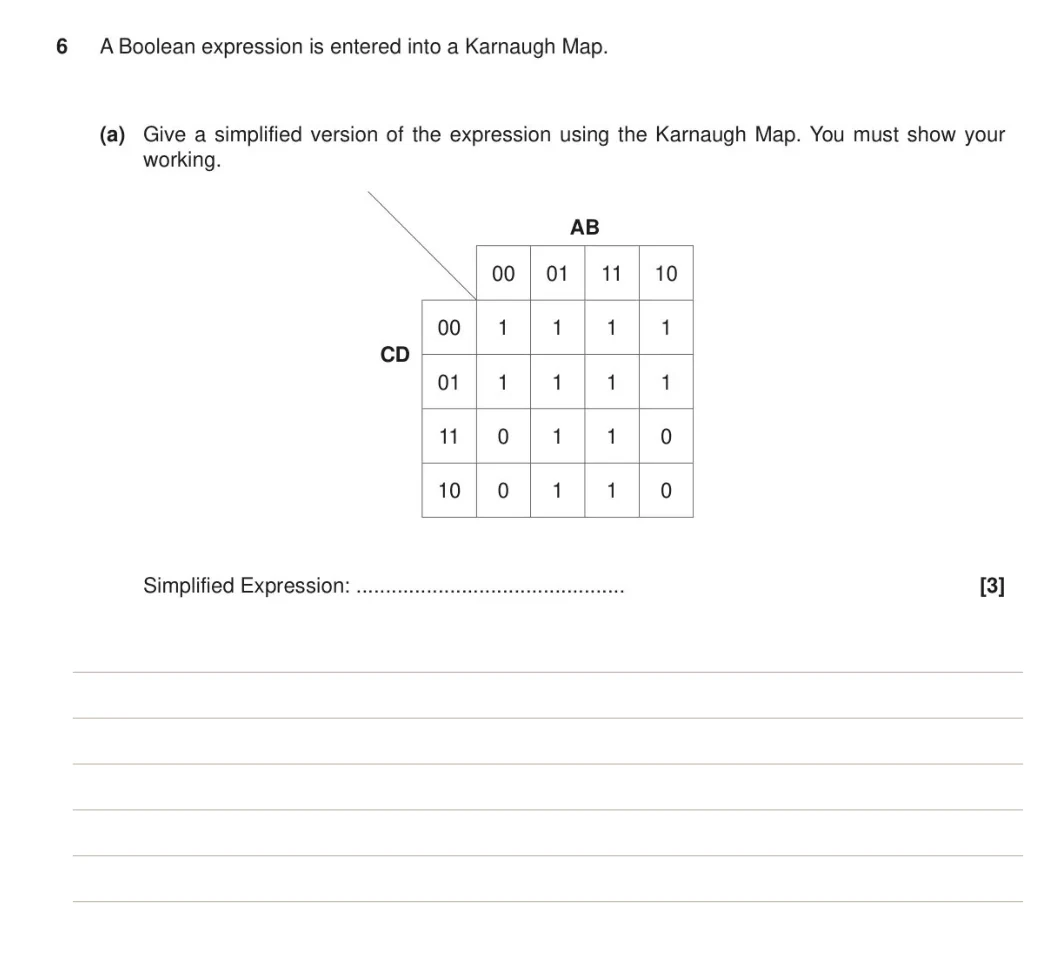 6 A Boolean expression is entered into a Karnaugh Map.
(a) Give a simplified version of the expression using the Karnaugh Map. You must show your
working.
AB
00 01 11 10
00 1 1 1 1
CD
01 1 1 1 1
11 0 1 1 0
10 0 1 1 0
Simplified Expression: .............................................. [3]